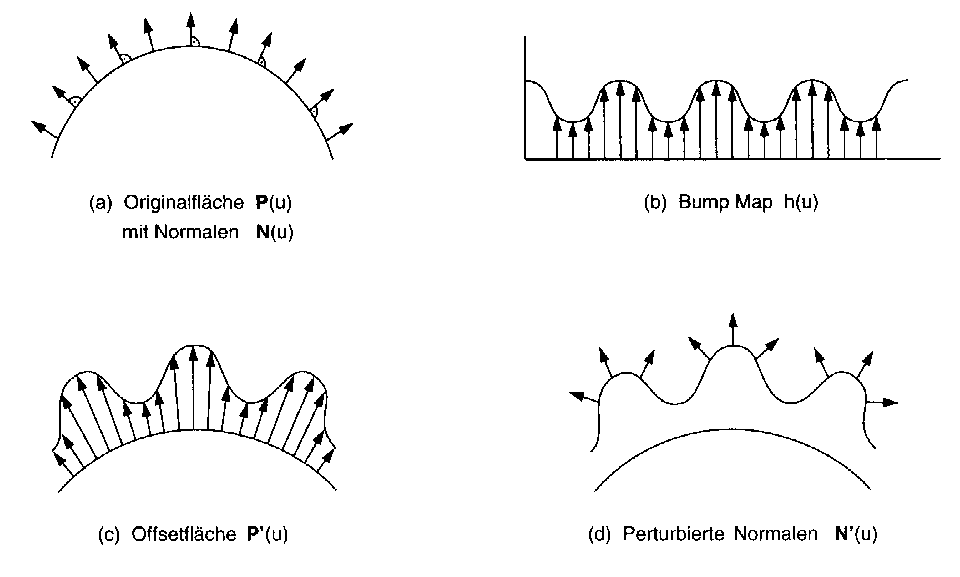 (a) Originalfläche P(u)
mit Normalen N(u)
(b) Bump Map h(u)
(c) Offsetfläche P'(u)
(d) Perturbierte Normalen N'(u)